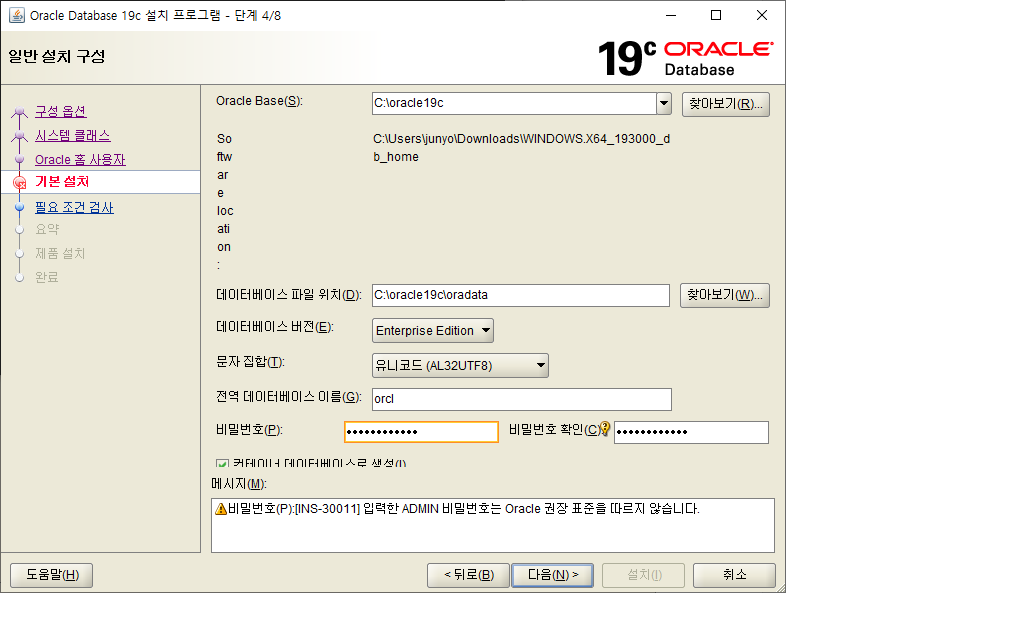 Oracle Database 19c 설치 프로그램 - 단계 4/8
일반 설치 구성
19c ORACLE
Database
구성 옵션
시스템 클래스
Oracle 홈 사용자
기본 설치
필요 조건 검사
요약
제품 설치
완료
Oracle Base(S):
C:\oracle19c
찾아보기(R)...
So
ftw
ar
e
loc
ati
on
:
C:\Users\junyo\Downloads\WINDOWS.X64_193000_d
b_home
데이터베이스 파일 위치(D):
C:\oracle19c\oradata
찾아보기(W)...
데이터베이스 버전(E):
Enterprise Edition
문자 집합(T):
유니코드 (AL32UTF8)
전역 데이터베이스 이름(G):
orcl
비밀번호(P):
••••••••••••
비밀번호 확인(C)
••••••••••••
컨테이너 데이터베이스로 생성(I)
메시지(M):
비밀번호(P):[INS-30011] 입력한 ADMIN 비밀번호는 Oracle 권장 표준을 따르지 않습니다.
도움말(H)
< 뒤로(B)
다음(N) >
설치(I)
취소